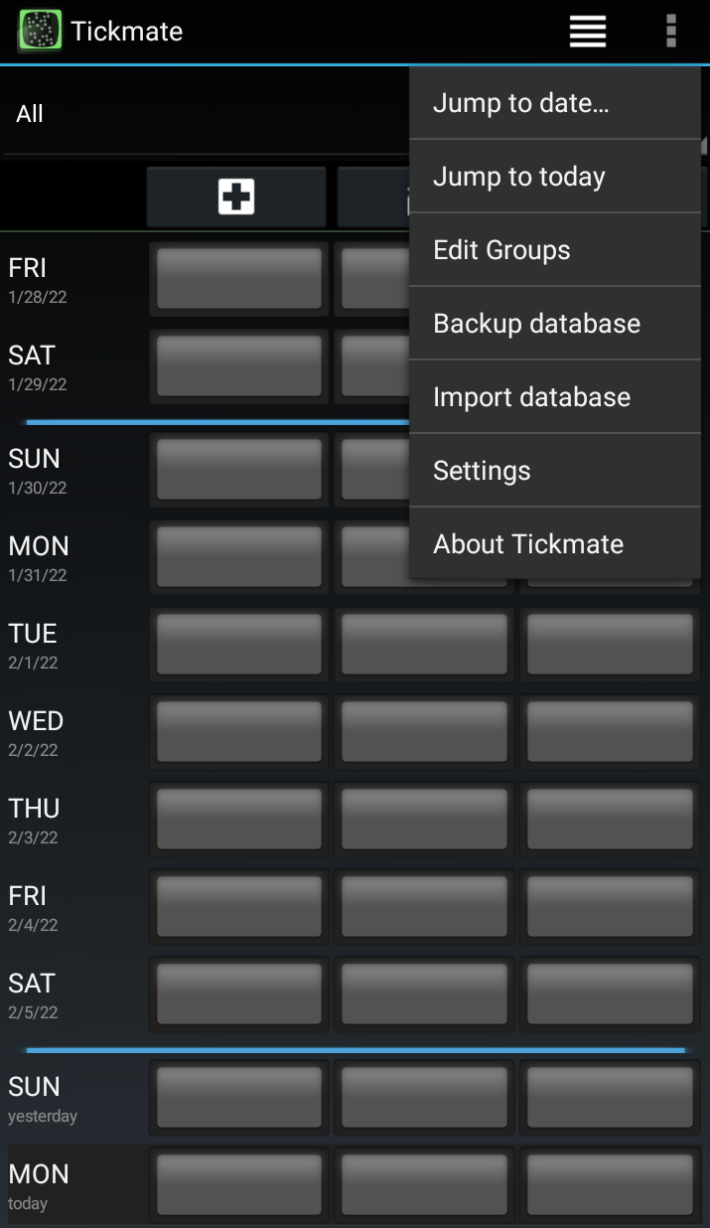 Tickmate
All
Jump to date...
Jump to today
Edit Groups
Backup database
Import database
Settings
About Tickmate
FRI
1/28/22
SAT
1/29/22
SUN
1/30/22
MON
1/31/22
TUE
2/1/22
WED
2/2/22
THU
2/3/22
FRI
2/4/22
SAT
2/5/22
SUN
yesterday
MON
today